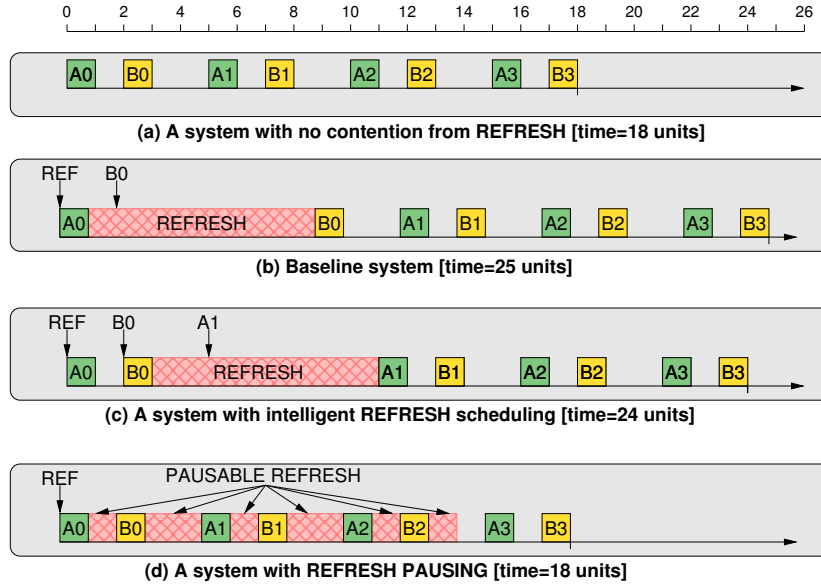 0 2 4 6 8 10 12 14 16 18 20 22 24 26
A0 B0 A1 B1 A2 B2 A3 B3
(a) A system with no contention from REFRESH [time=18 units]
REF B0
A0 REFRESH B0 A1 B1 A2 B2 A3 B3
(b) Baseline system [time=25 units]
REF B0 A1
A0 B0 REFRESH A1 B1 A2 B2 A3 B3
(c) A system with intelligent REFRESH scheduling [time=24 units]
REF PAUSABLE REFRESH
A0 B0 A1 B1 A2 B2 A3 B3
(d) A system with REFRESH PAUSING [time=18 units]